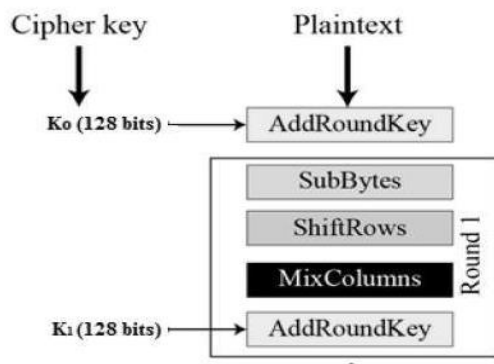 Cipher key Plaintext
K0 (128 bits) AddRoundKey
SubBytes
ShiftRows
MixColumns
Round 1
K1 (128 bits) AddRoundKey